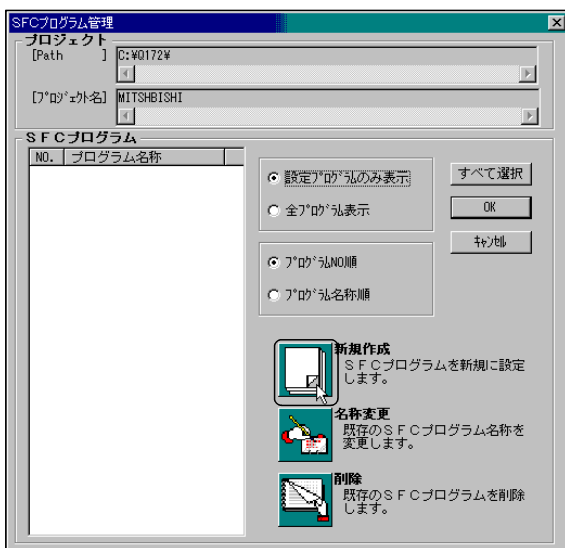 SFCプログラム管理
プロジェクト
[Path ] C:¥Q172¥
[ﾌﾟﾛｼﾞｪｸﾄ名] MITSHBISHI
ＳＦＣプログラム
NO. プログラム名称
設定ﾌﾟﾛｸﾞﾗﾑのみ表示
全ﾌﾟﾛｸﾞﾗﾑ表示
すべて選択
OK
ｷｬﾝｾﾙ
ﾌﾟﾛｸﾞﾗﾑNO順
ﾌﾟﾛｸﾞﾗﾑ名称順
新規作成
ＳＦＣプログラムを新規に設定
します。
名称変更
既存のＳＦＣプログラム名称を
変更します。
削除
既存のＳＦＣプログラムを削除
します。